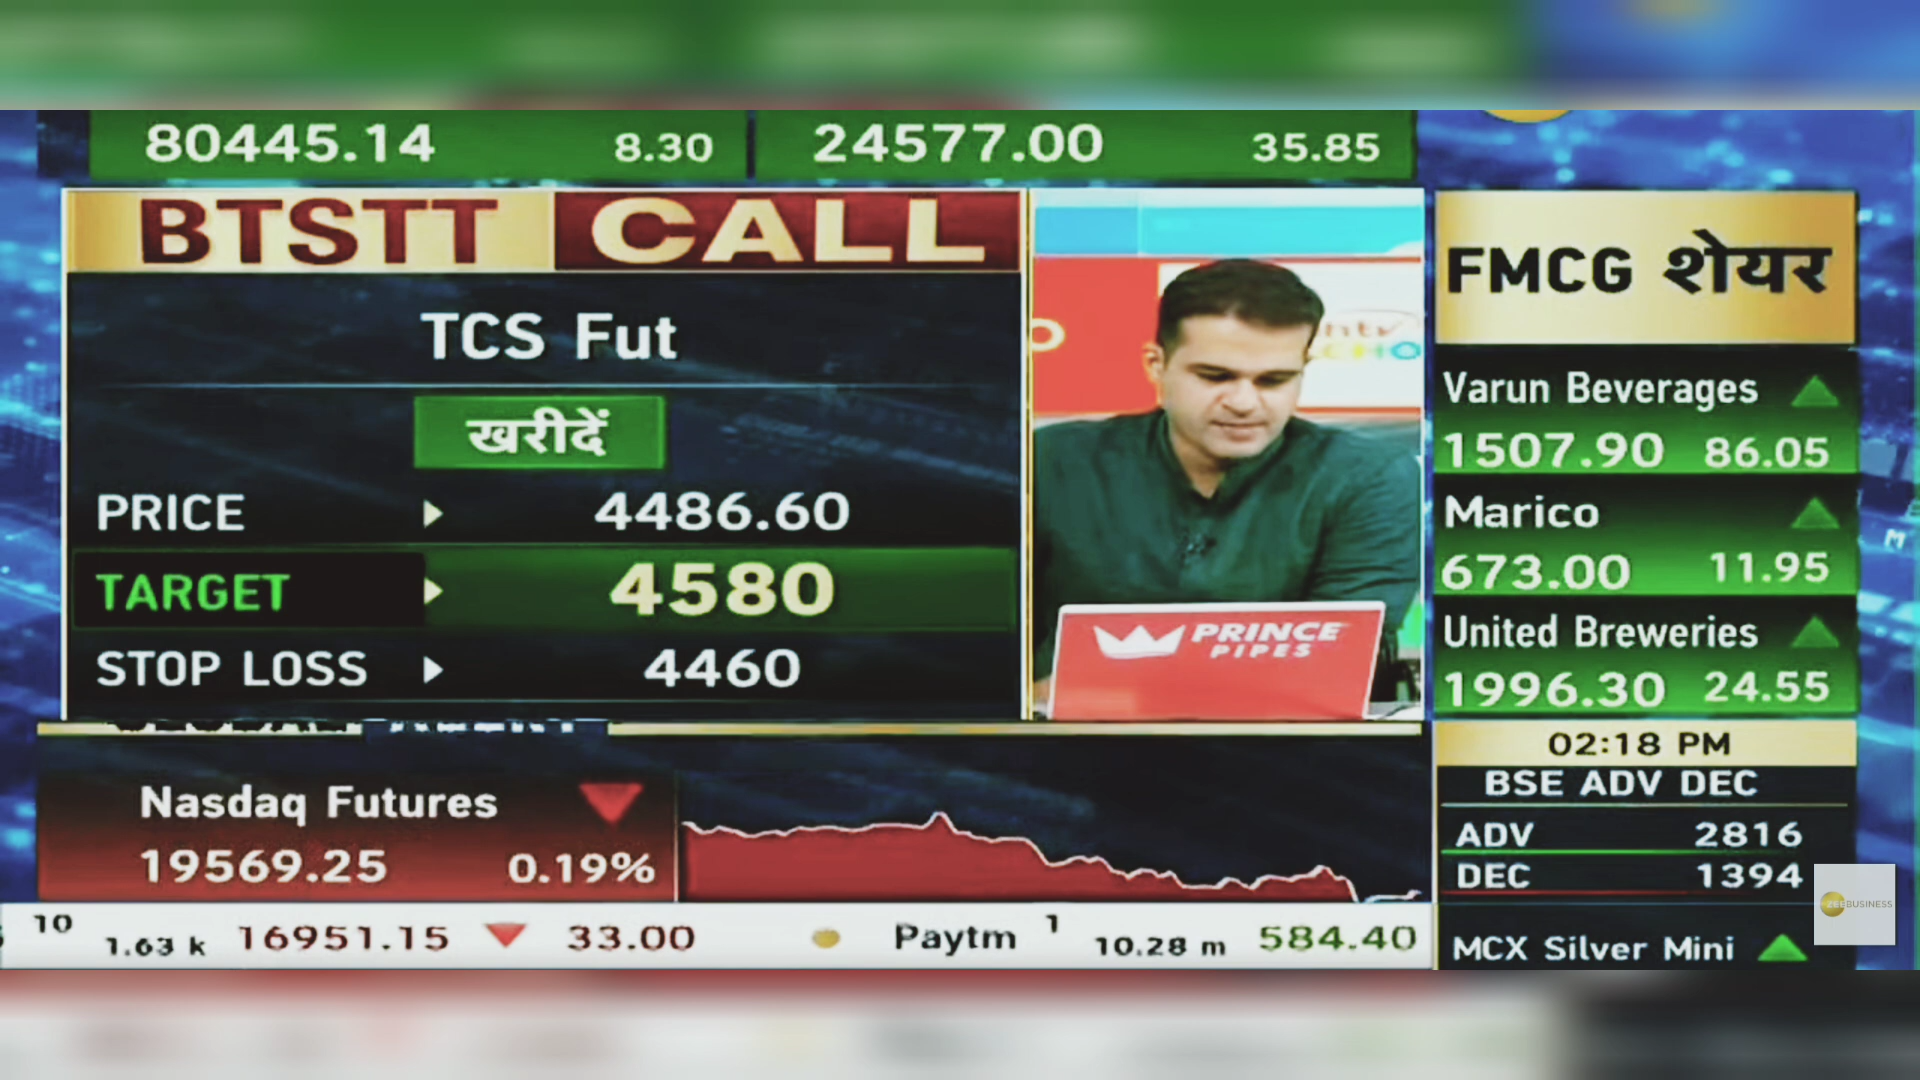 80445.14 8.30 24577.00 35.85
BTSTT CALL
TCS Fut
खरीदें
PRICE 4486.60
TARGET 4580
STOP LOSS 4460
PRINCE
PIPES
FMCG शेयर
Varun Beverages
1507.90 86.05
Marico
673.00 11.95
United Breweries
1996.30 24.55
02:18 PM
BSE ADV DEC
ADV 2816
DEC 1394
MCX Silver Mini
ZEEBUSINESS
Nasdaq Futures
19569.25 0.19%
10 1.63 k 16951.15 33.00 Paytm 1 10.28 m 584.40